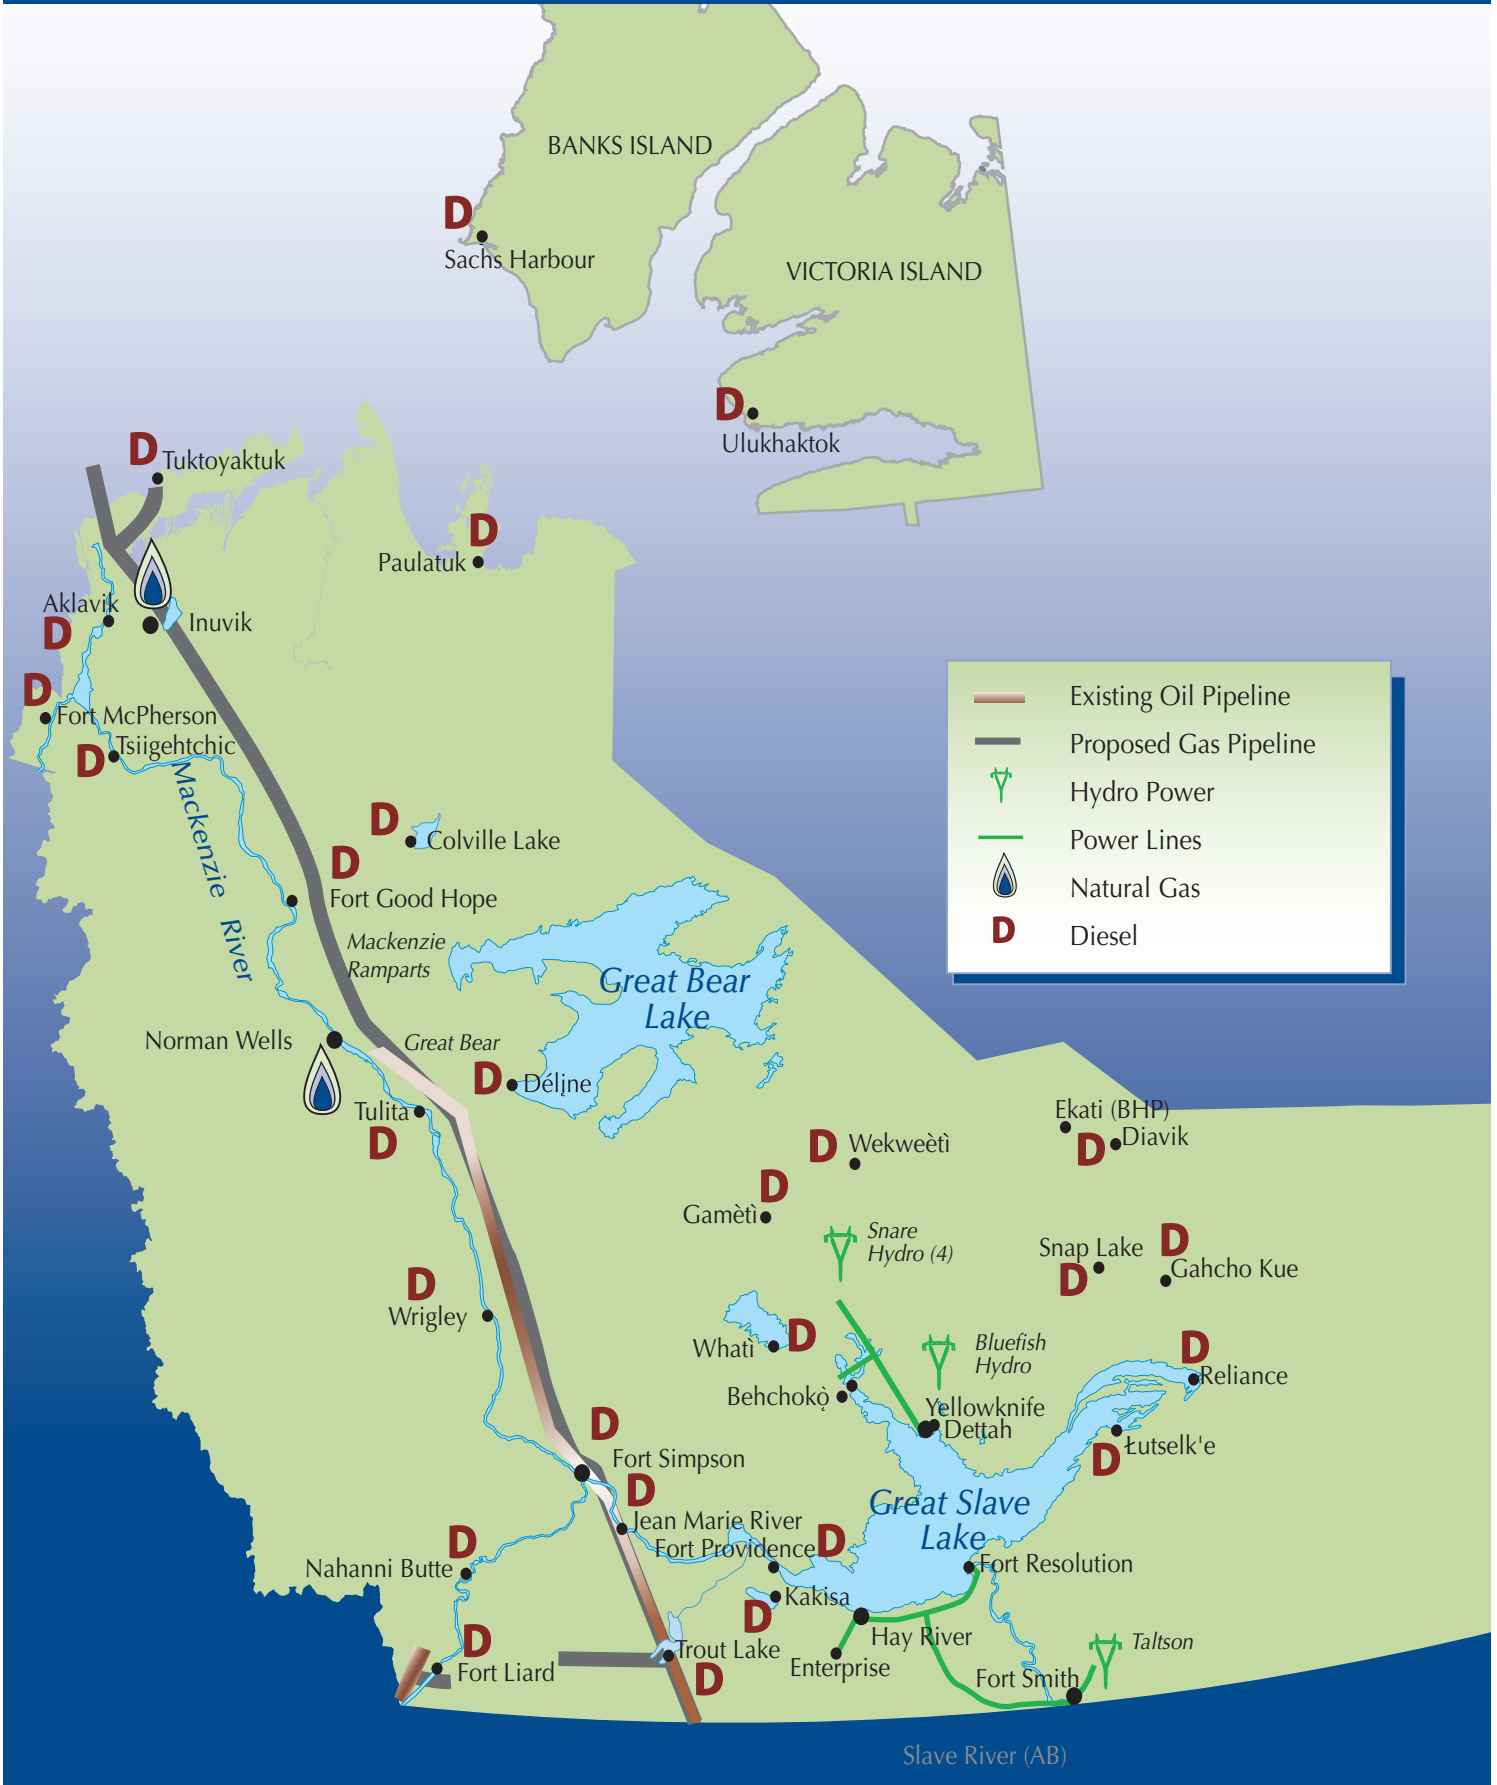 BANKS ISLAND
D
Sachs Harbour
VICTORIA ISLAND
D
Ulukhaktok
D
Tuktoyaktuk
D
Paulatuk
Aklavik
D
Inuvik
D
Fort McPherson
Tsiigehtchic
D
Mackenzie River
D
Colville Lake
D
Fort Good Hope
Mackenzie
Ramparts
Great Bear
Lake
Norman Wells
Great Bear
D
Délįne
Tulita
D
Existing Oil Pipeline
Proposed Gas Pipeline
Hydro Power
Power Lines
Natural Gas
D
Diesel
Ekati (BHP)
D
Diavik
D
Wekweètì
D
Gamètì
Snare
Hydro (4)
Snap Lake
D
D
Gahcho Kue
D
Wrigley
Whatì
D
Bluefish
Hydro
D
Reliance
Behchokǫ̀
Yellowknife
Dettah
D
Łutselk'e
D
Fort Simpson
D
Great Slave
Lake
Jean Marie River
Fort Providence
D
D
Nahanni Butte
Fort Resolution
Kakisa
D
Hay River
D
Fort Liard
Trout Lake
D
Enterprise
Taltson
Fort Smith
Slave River (AB)